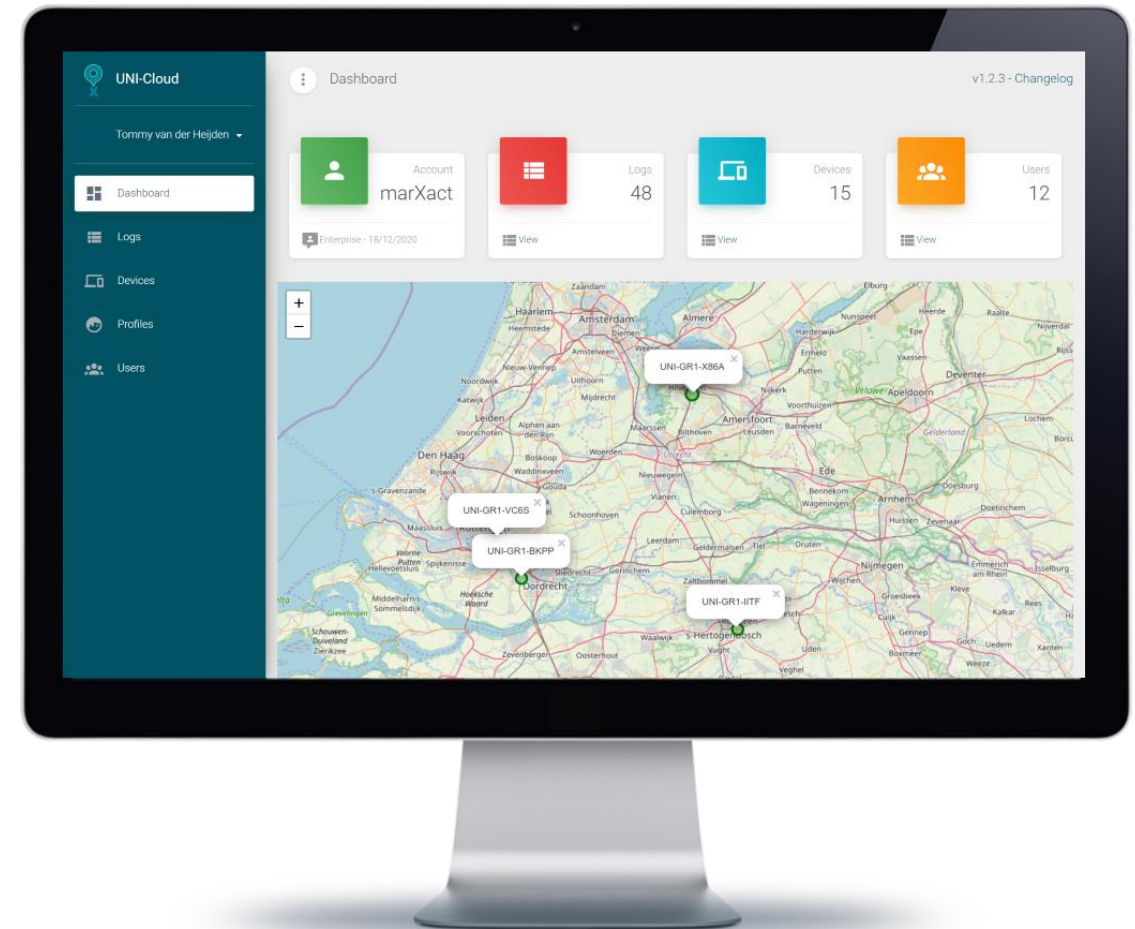 UNI-Cloud
Tommy van der Heijden
Dashboard
Logs
Devices
Profiles
Users
Dashboard
v1.2.3 - Changelog
Account
marXact
Enterprise - 18/12/2020
Logs
48
View
Devices
15
View
Users
12
View
+
−
Zaandam
Elburg
Haarlem
Amsterdam
Almere
Nunspeet
Heerde
Raalte
Nijverdal
Heemstede
Diemen
Harderwijk
Epe
Amstelveen
Ermelo
Vaassen
Nieuw-Vennep
UNI-GR1-X86A
Putten
Deventer
Noordwijk
Uithoorn
Nijkerk
Veluwe
Apeldoorn
Katwijk
Mijdrecht
Voorthuizen
Leiden
Amersfoort
Lochem
Voorschoten
Alphen aan
den Rijn
Maarssen
Bilthoven
Leusden
Barneveld
Gelderland
Den Haag
Boskoop
Woerden
Utrecht
Rijswijk
Waddinxveen
Nieuwegein
Ede
's-Gravenzande
Gouda
Vianen
Bennekom
Arnhem
Doesburg
Wageningen
Doetinchem
UNI-GR1-VC6S
Schoonhoven
Culemborg
Huissen
Zevenaar
Maassluis
Leerdam
UNI-GR1-BKPP
Geldermalsen
Tiel
Druten
Voorne-
Putten
Spijkenisse
Hellevoetsluis
Sliedrecht
Gorinchem
Nijmegen
Emmerich
am Rhein
Isselburg
Dordrecht
Zaltbommel
Wijchen
Middelharnis
Hoeksche
Waard
UNI-GR1-IITF
Groesbeek
Kleve
Rees
Sommelsdijk
Cuijk
Kalkar
Grevelingen
Schouwen-
Duiveland
Waalwijk
's-Hertogenbosch
Gennep
Goch
Zierikzee
Vught
Uden
Boxmeer
Uedem
Xanten
Zevenbergen
Oosterhout
Veghel
Weeze